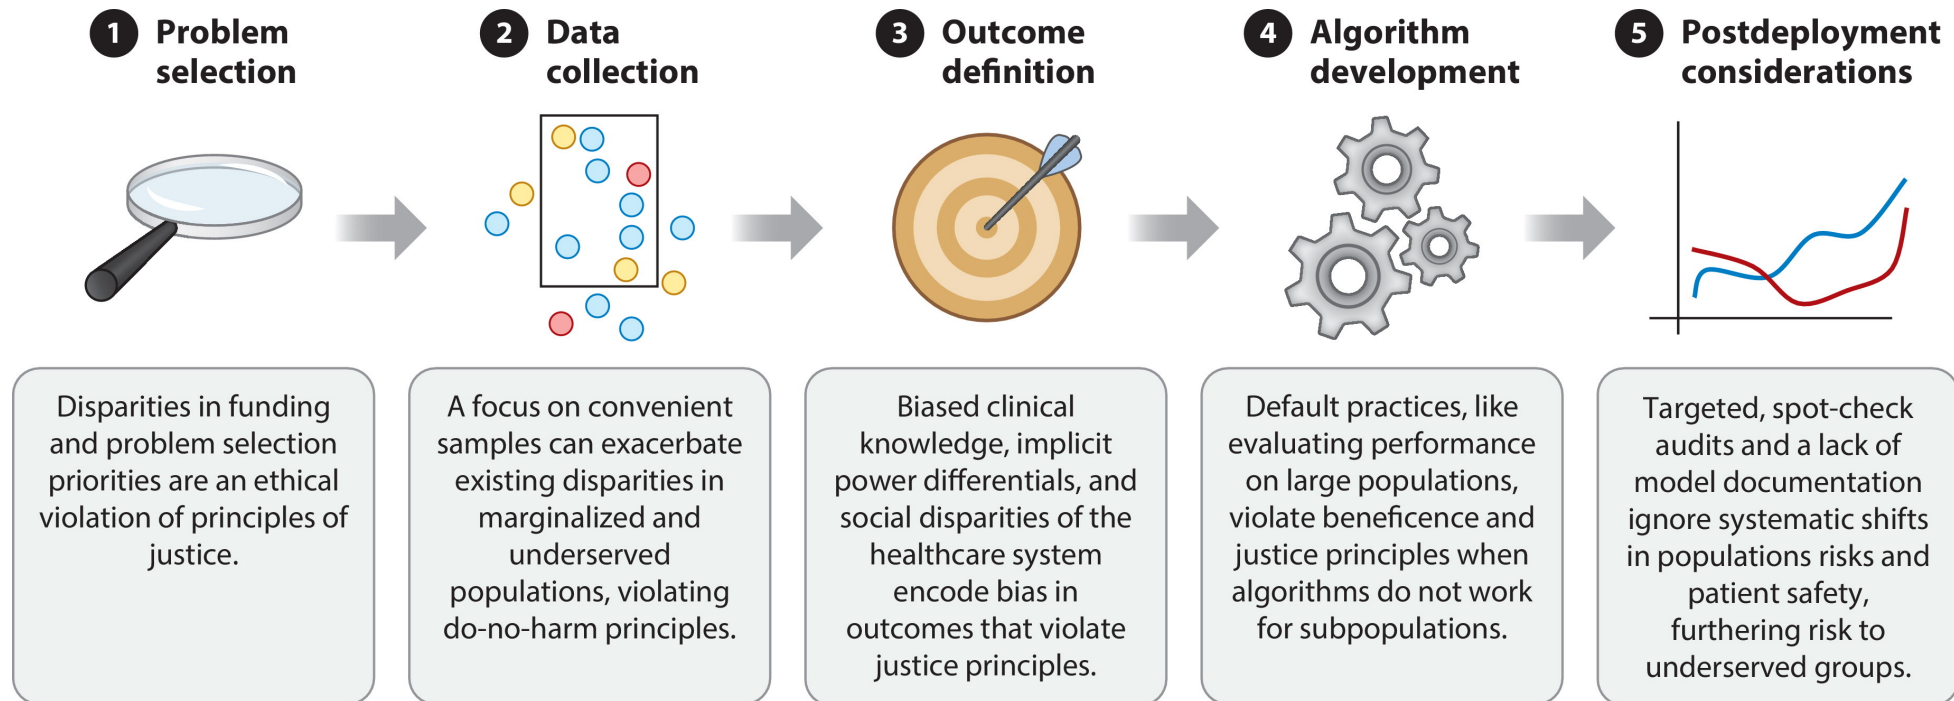 1 Problem
selection
2 Data
collection
3 Outcome
definition
4 Algorithm
development
5 Postdeployment
considerations
Disparities in funding
and problem selection
priorities are an ethical
violation of principles of
justice.
A focus on convenient
samples can exacerbate
existing disparities in
marginalized and
underserved
populations, violating
do-no-harm principles.
Biased clinical
knowledge, implicit
power differentials, and
social disparities of the
healthcare system
encode bias in
outcomes that violate
justice principles.
Default practices, like
evaluating performance
on large populations,
violate beneficence and
justice principles when
algorithms do not work
for subpopulations.
Targeted, spot-check
audits and a lack of
model documentation
ignore systematic shifts
in populations risks and
patient safety,
furthering risk to
underserved groups.